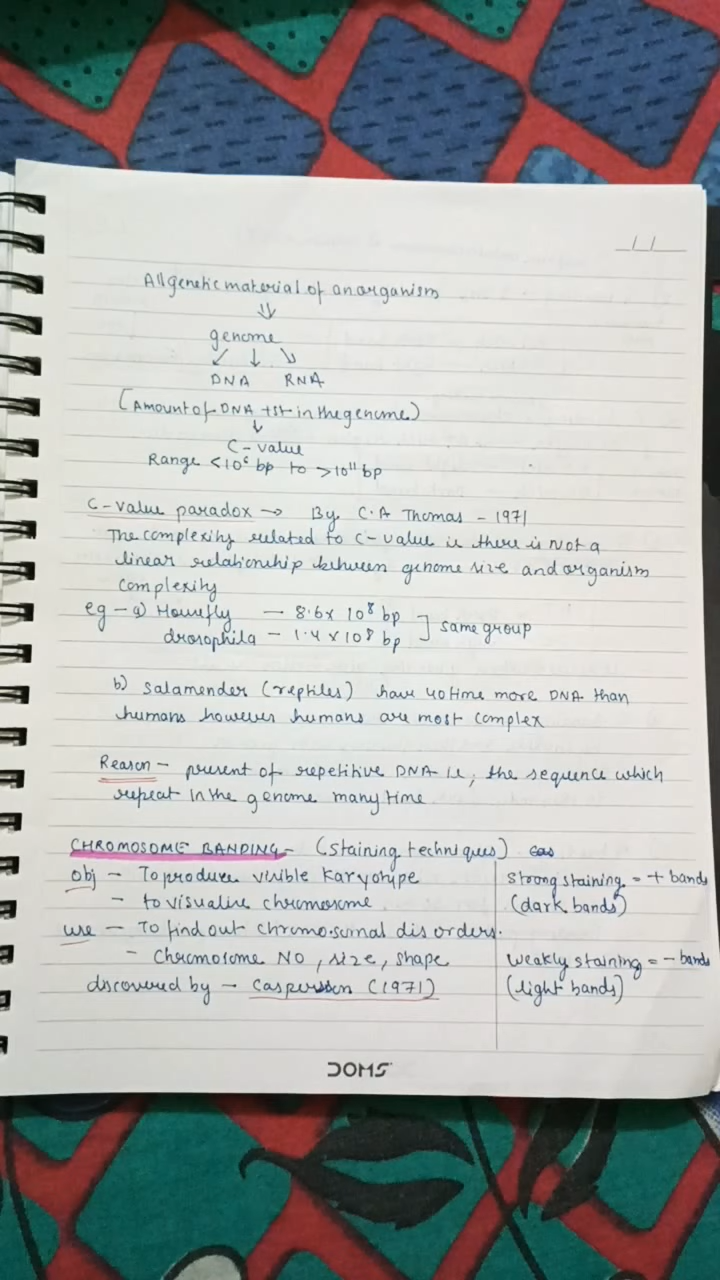 All genetic material of an organism
⇓
genome
↙ ↓ ↘
DNA RNA
(Amount of DNA in the genome)
↓
C-value
Range <10⁶ bp to >10¹¹ bp
C-value paradox → By C.A Thomas - 1971
The complexity related to C-value ie there is not a
linear relationship between genome size and organism
complexity
eg - a) Housefly — 8.6x 10⁸ bp
drosophila - 1.4 x 10⁸ bp ] same group
b) Salamender (reptiles) have 40 time more DNA than
humans however humans are most complex
Reason - present of repetitive DNA i.e, the sequence which
repeat in the genome many time
CHROMOSOME BANDING - (Staining techniques)
obj - To produce visible Karyotype
- to visualise chromosome
use - To find out chromosomal disorders.
- Chromosome NO, size, shape
discovered by - Caspersson (1971)
Strong staining = + bands
(dark bands)
weakly staining = - bands
(light bands)
DOMS